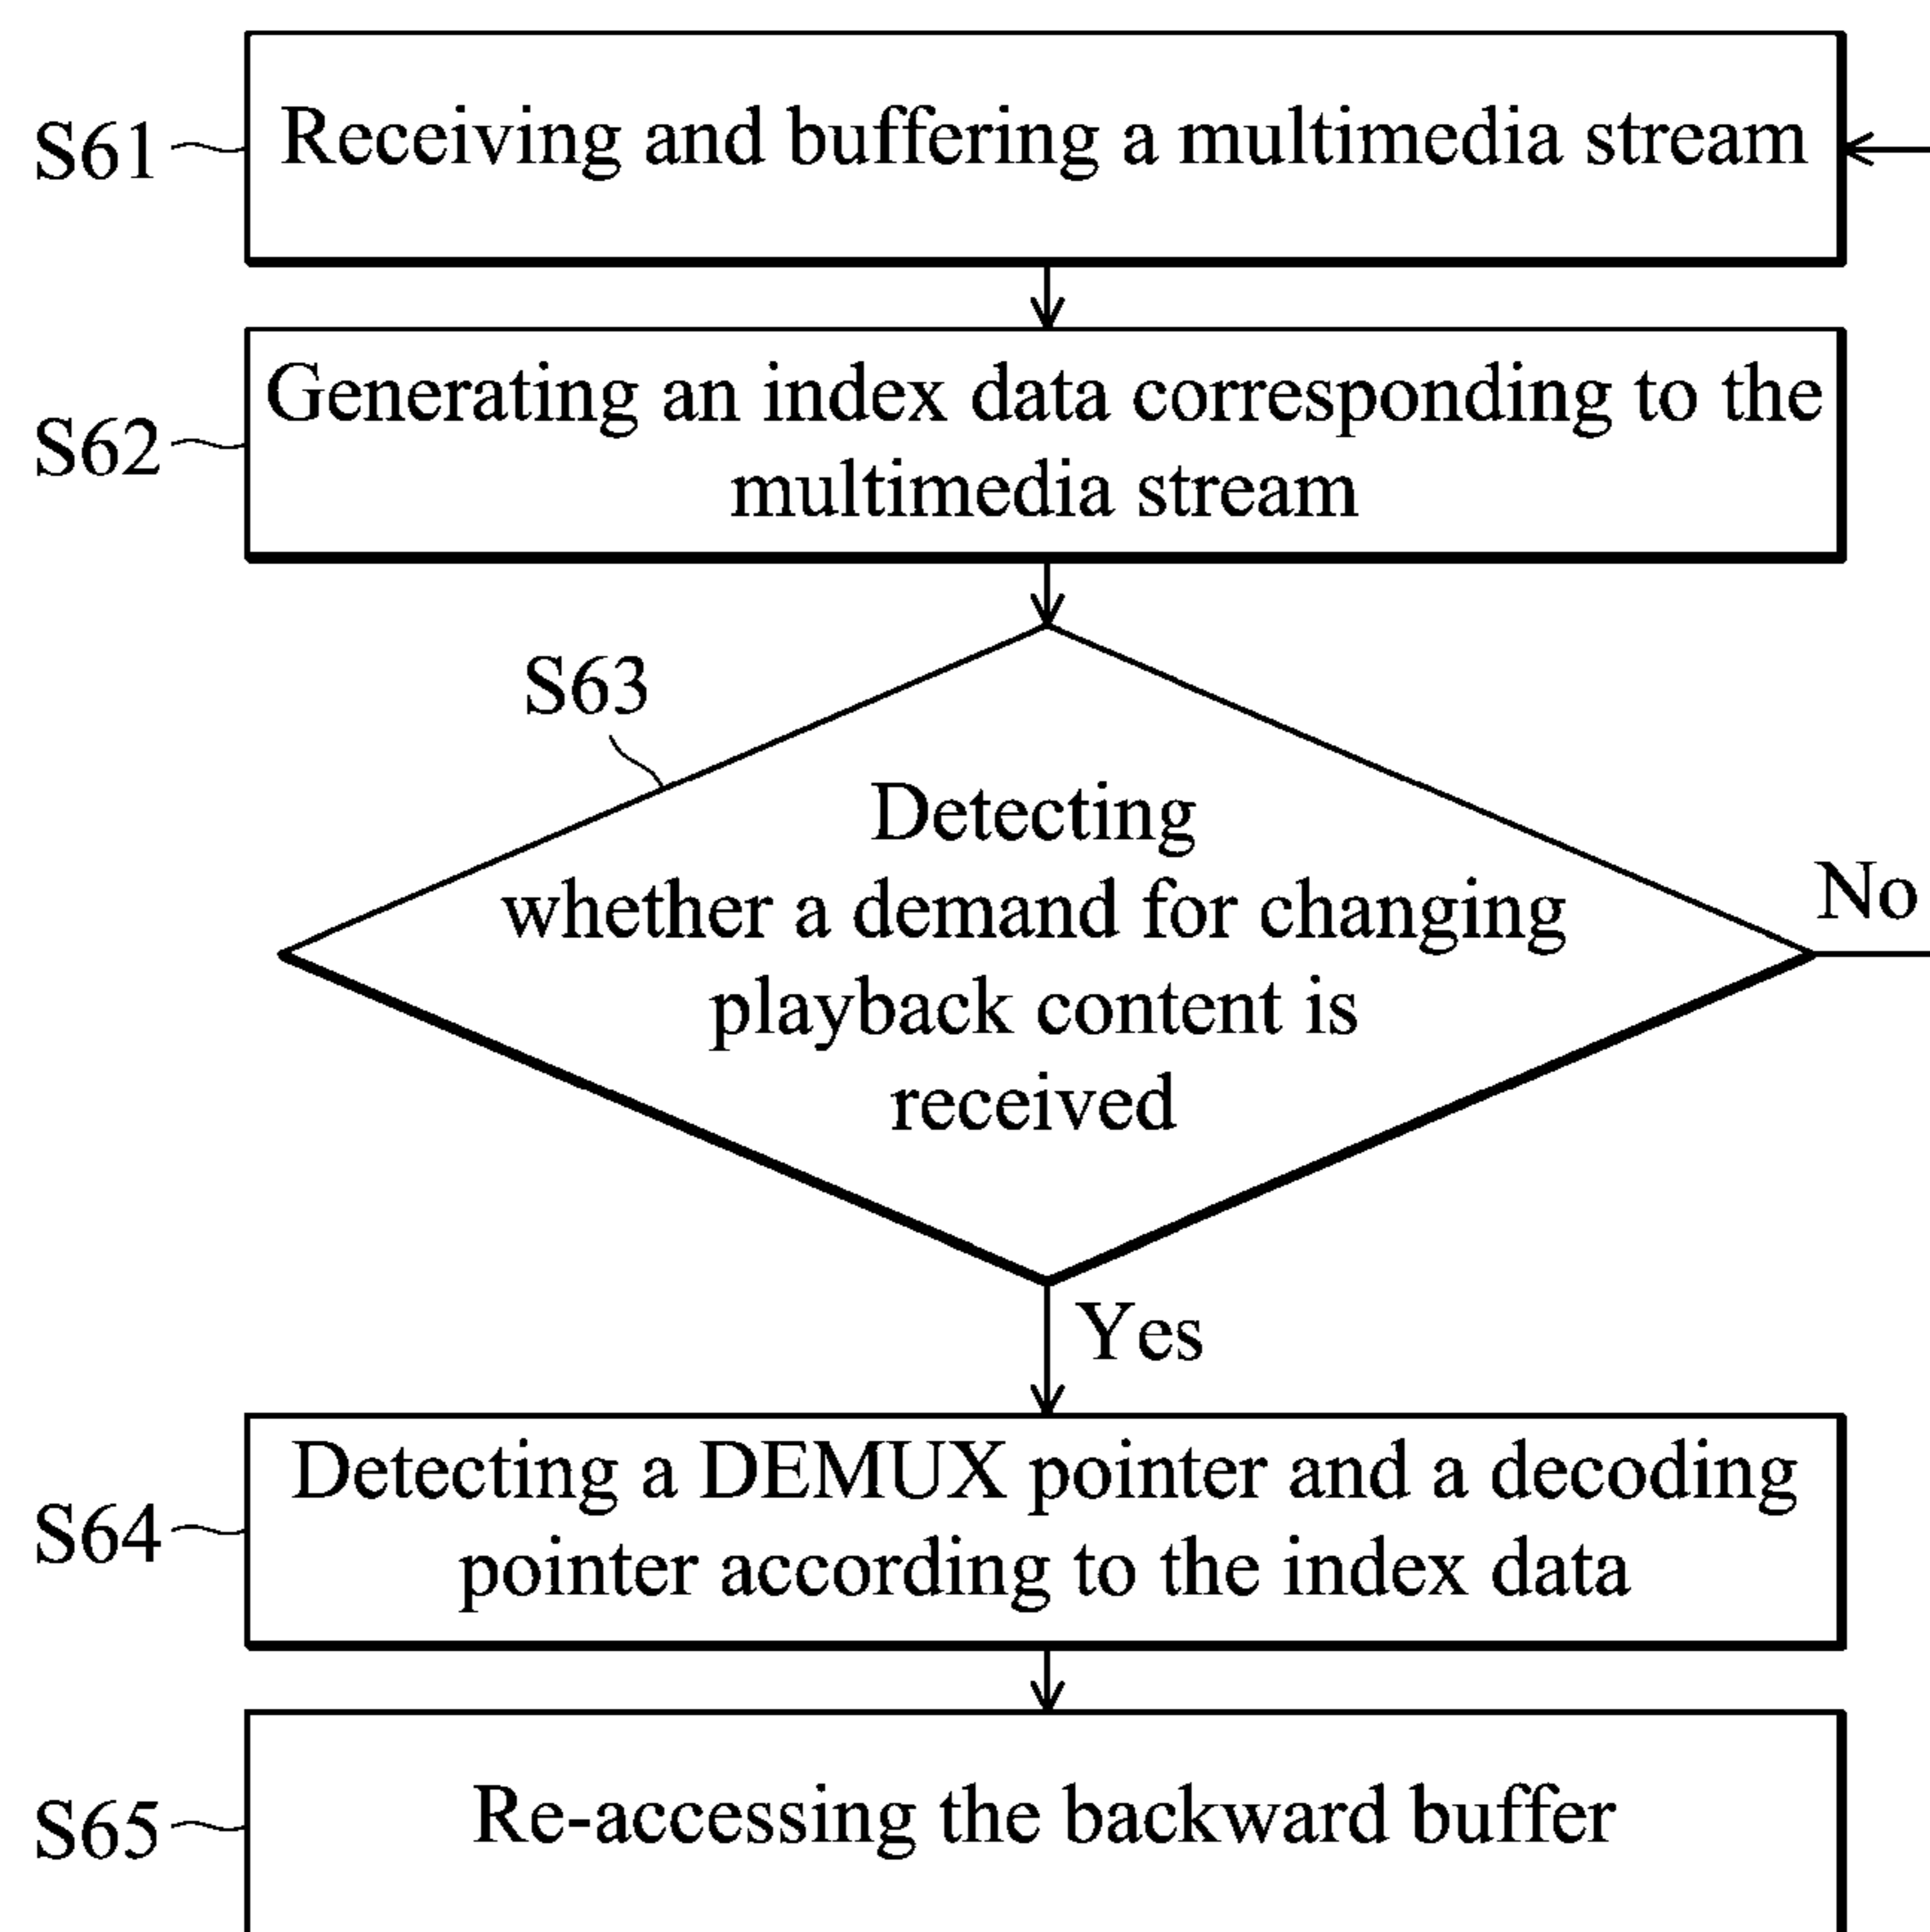 S61
Receiving and buffering a multimedia stream
S62
Generating an index data corresponding to the
multimedia stream
S63
Detecting
whether a demand for changing
playback content is
received
No
Yes
S64
Detecting a DEMUX pointer and a decoding
pointer according to the index data
S65
Re-accessing the backward buffer